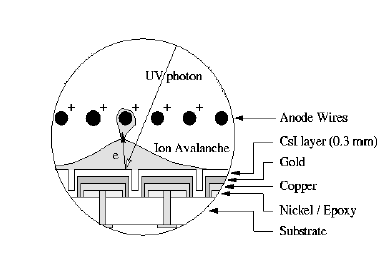 UV photon
+ + + + +
Anode Wires
e
Ion Avalanche
CsI layer (0.3 mm)
Gold
Copper
Nickel / Epoxy
Substrate